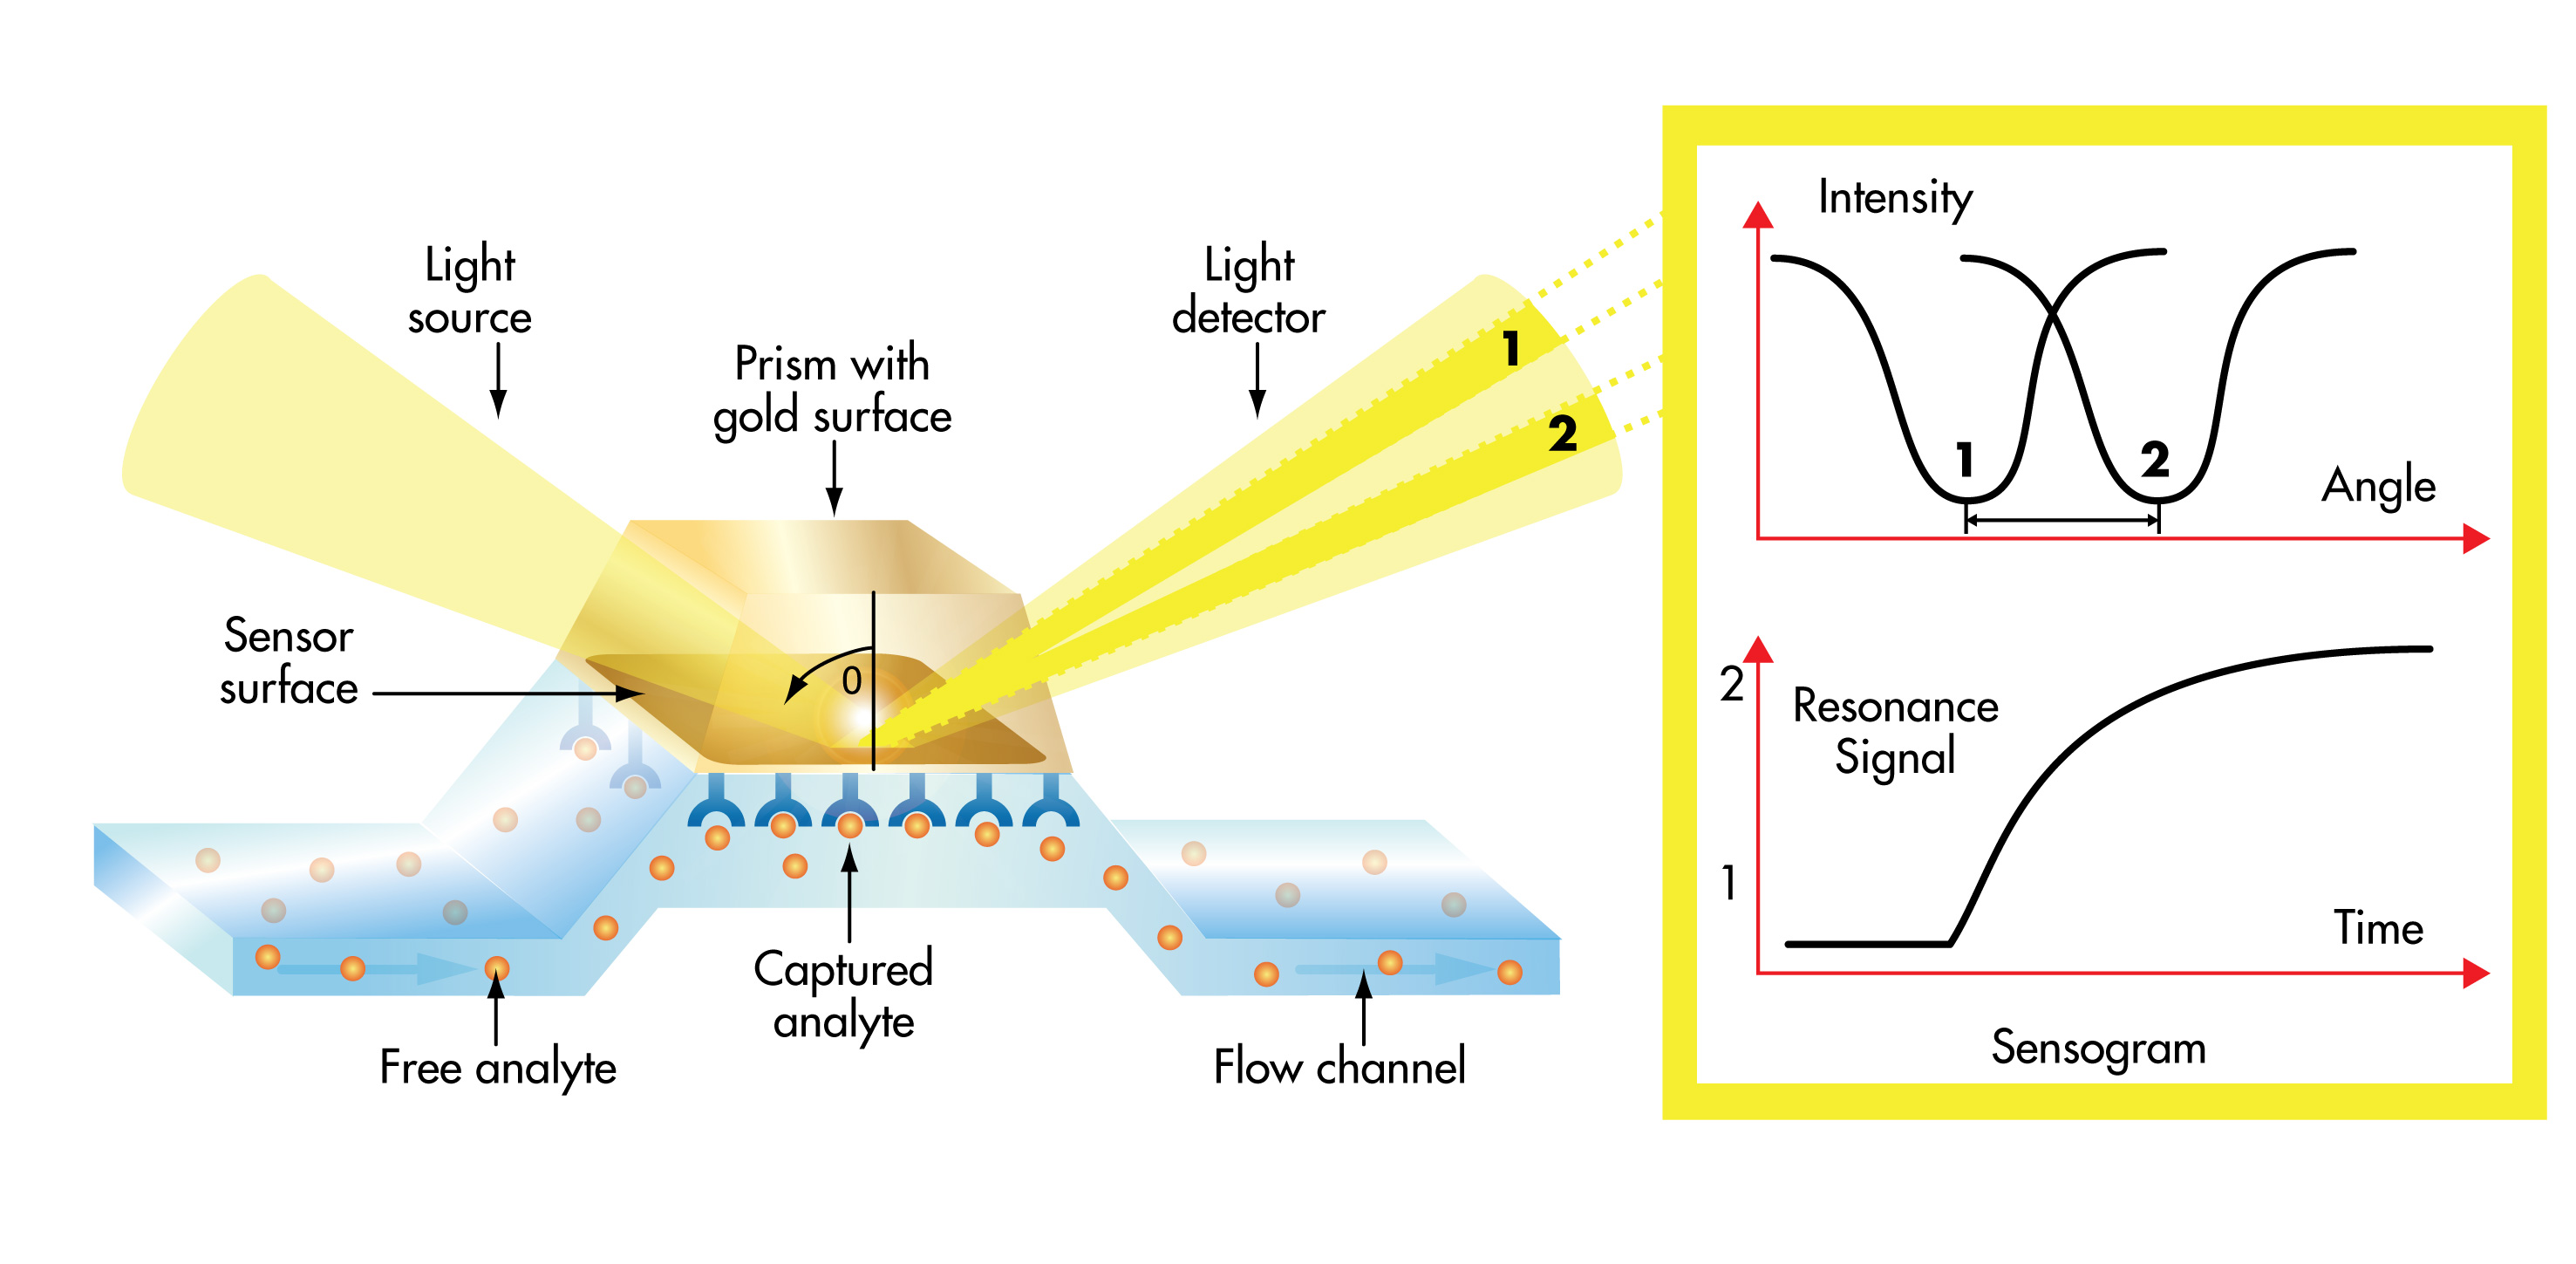 Light
source
Prism with
gold surface
Light
detector
Sensor
surface
0
1
2
Captured
analyte
Free analyte
Flow channel
Intensity
1
2
Angle
2
Resonance
Signal
1
Time
Sensogram